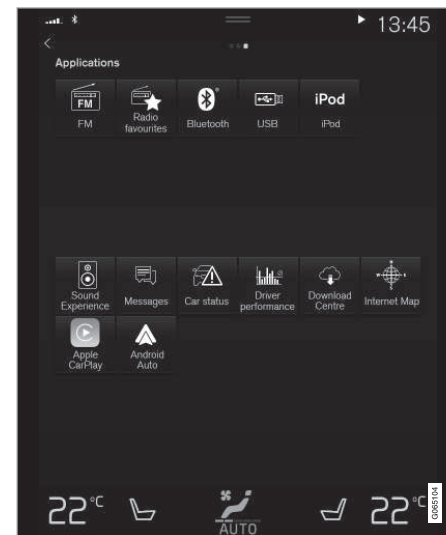 13:45
Applications
FM
FM
Radio
favourites
Bluetooth
USB
iPod
iPod
Sound
Experience
Messages
Car status
Driver
performance
Download
Centre
Internet Map
Apple
CarPlay
Android
Auto
22°C
AUTO
22°C
G065104